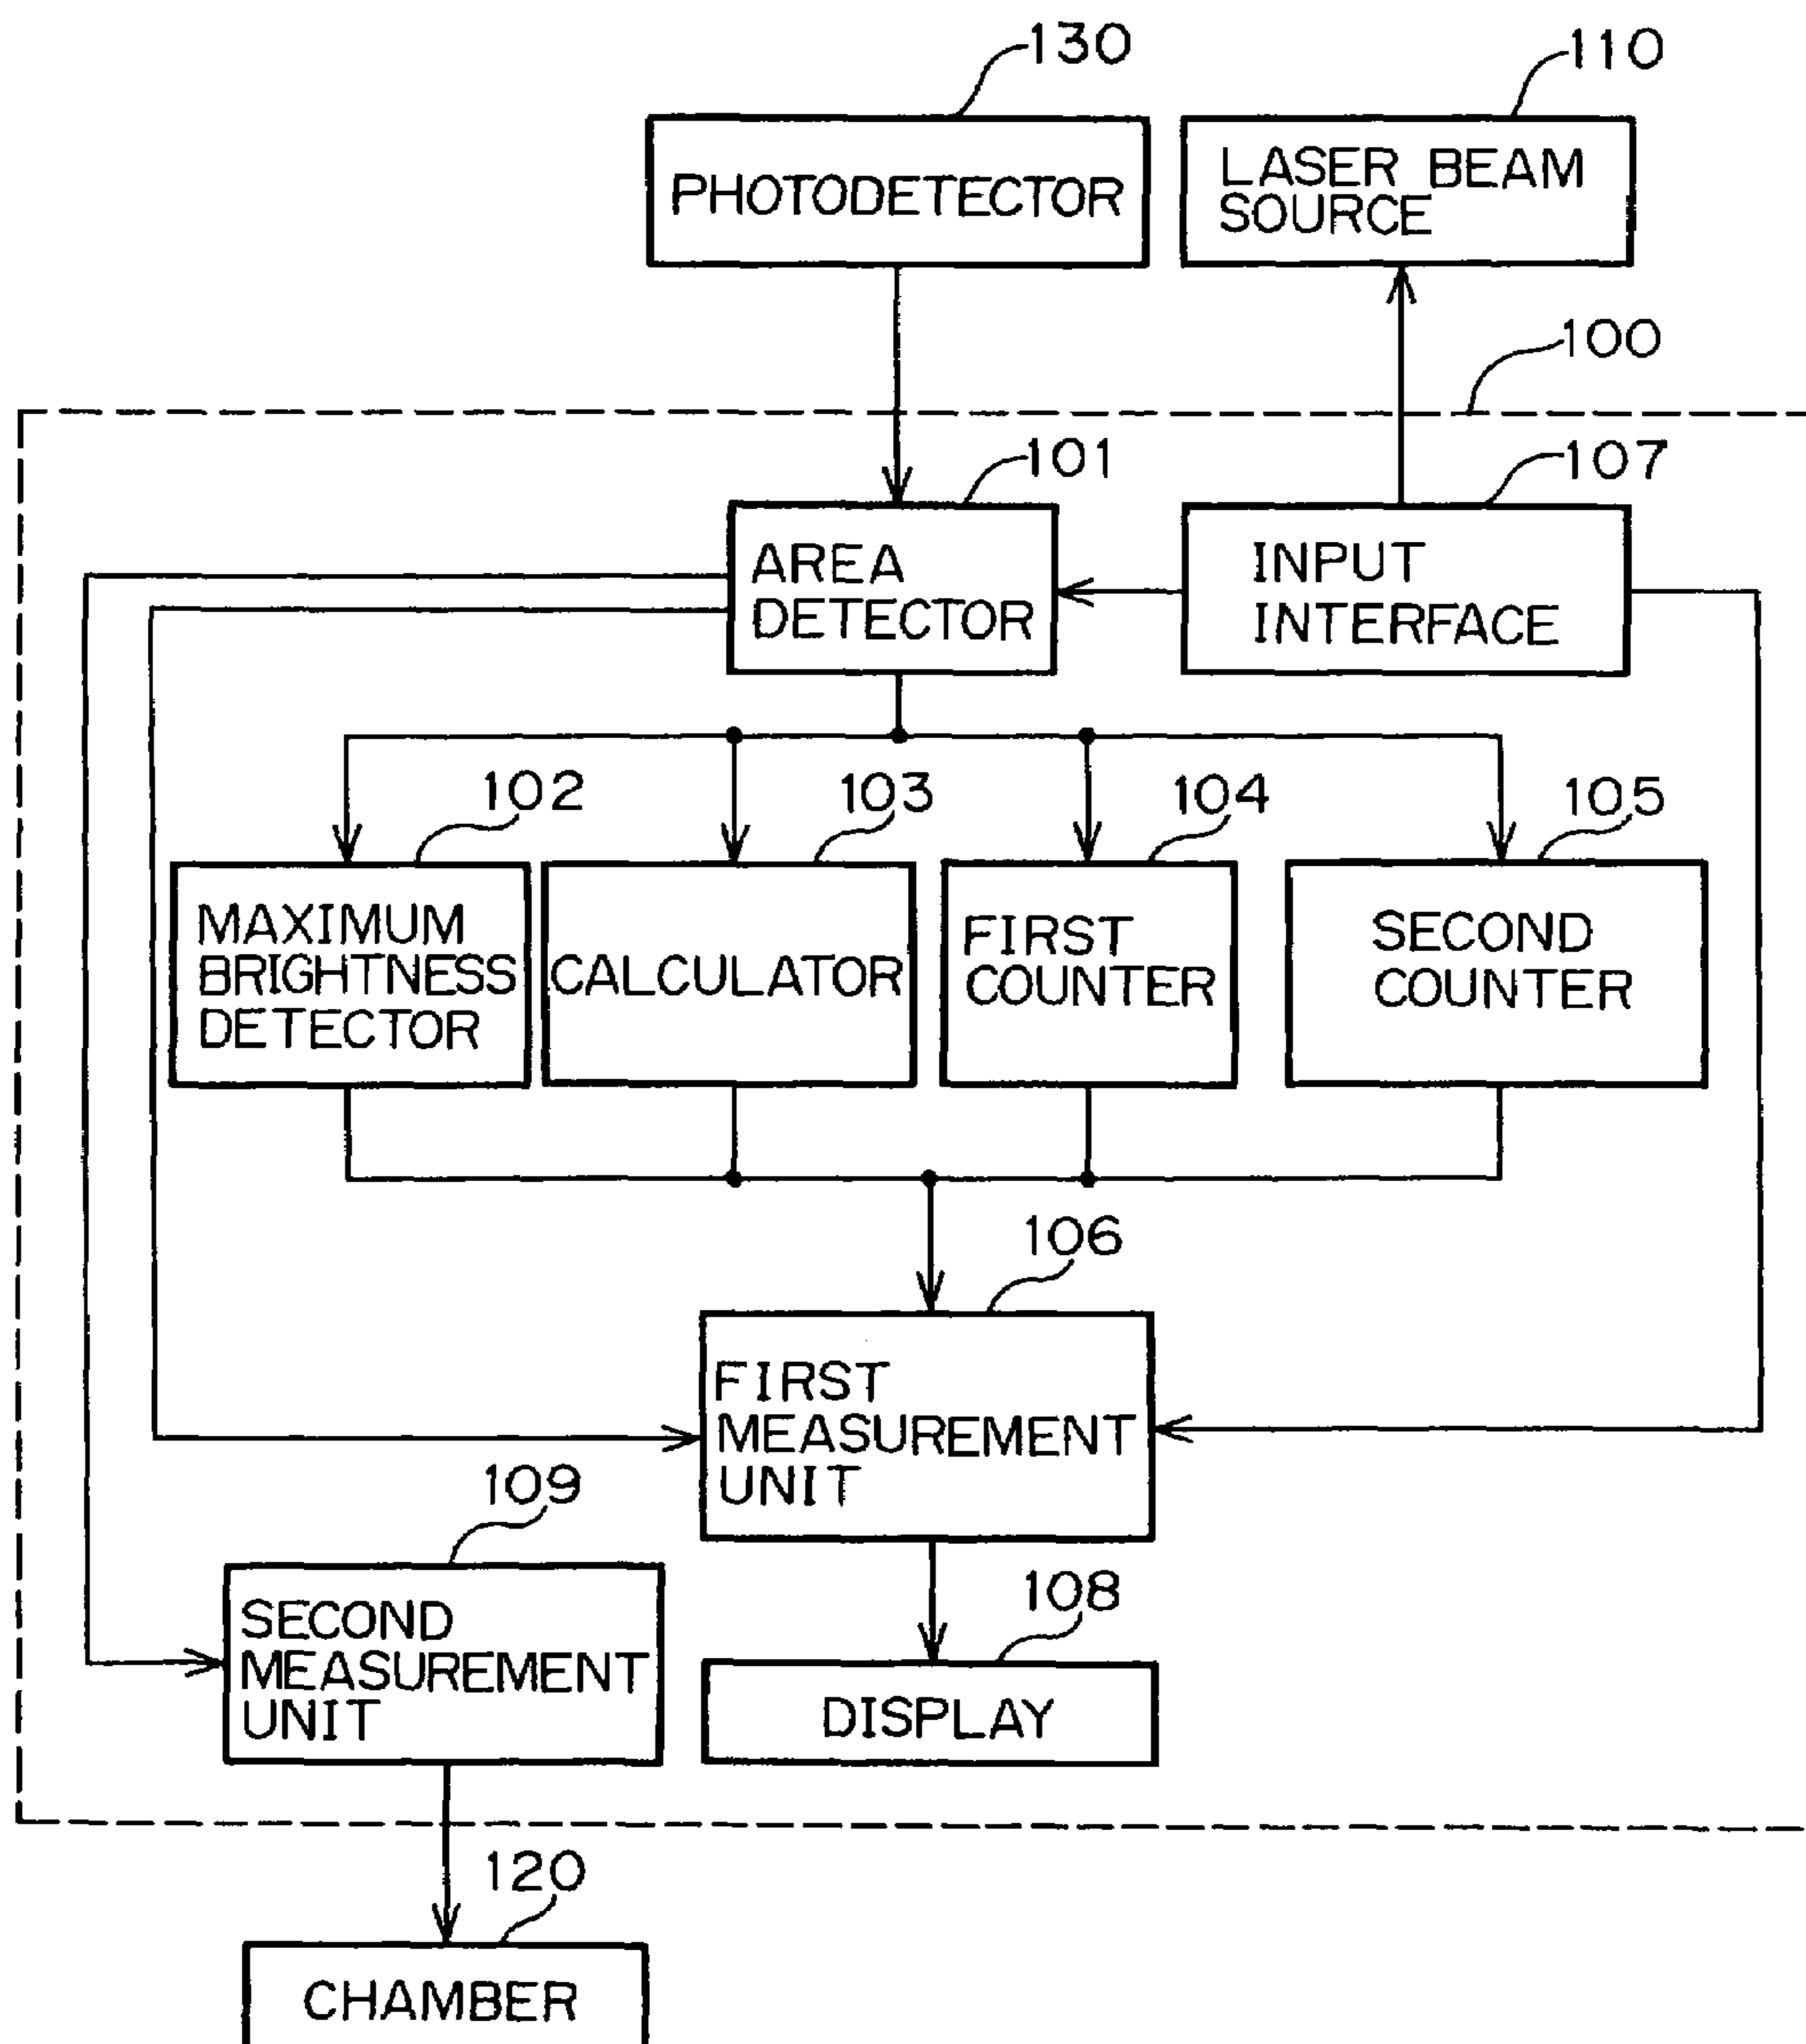 130
110
PHOTODETECTOR
LASER BEAM
SOURCE
100
101
107
AREA
DETECTOR
INPUT
INTERFACE
102
103
104
105
MAXIMUM
BRIGHTNESS
DETECTOR
CALCULATOR
FIRST
COUNTER
SECOND
COUNTER
106
FIRST
MEASUREMENT
UNIT
109
SECOND
MEASUREMENT
UNIT
108
DISPLAY
120
CHAMBER